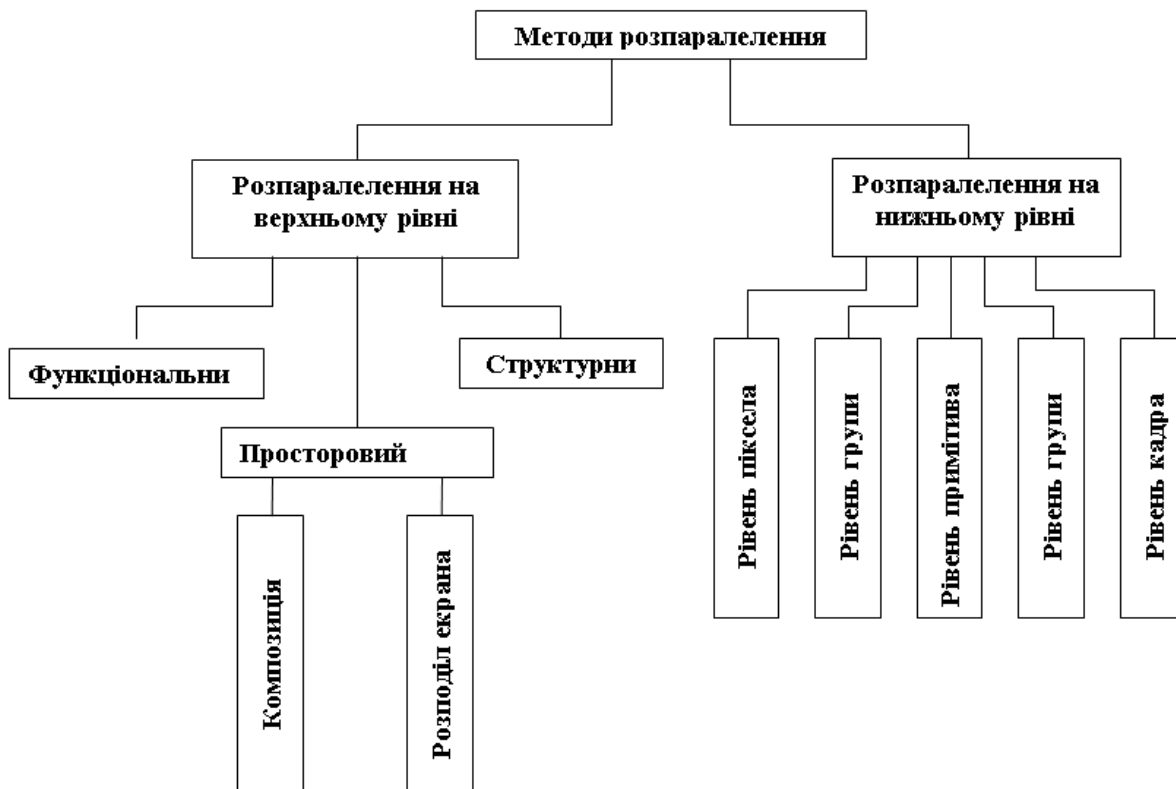 Методи розпаралелення
Розпаралелення на
верхньому рівні
Розпаралелення на
нижньому рівні
Функціональни
Структурни
Просторовий
Композиція
Розподіл екрана
Рівень піксела
Рівень групи
Рівень примітива
Рівень групи
Рівень кадра